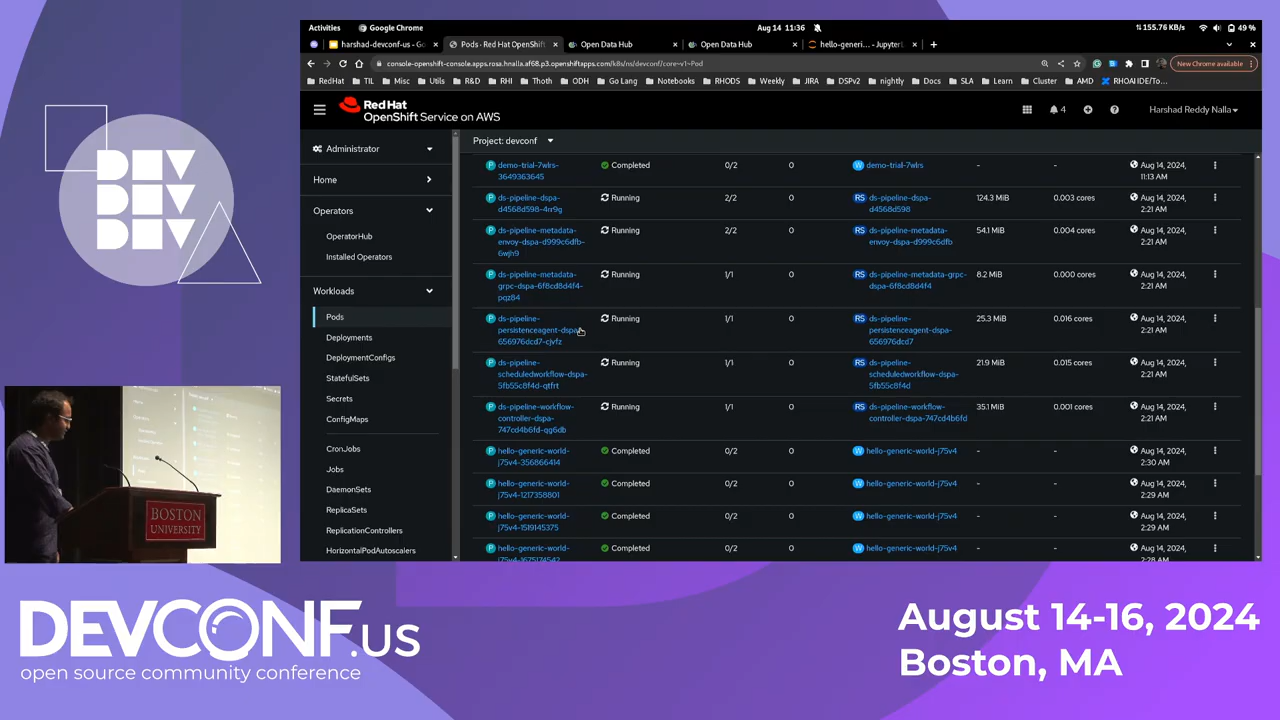 Activities
Google Chrome
Aug 14 11:36
155.76 KB/s
49 %
harshad-devconf-us - Go
Pods · Red Hat OpenShift
Open Data Hub
Open Data Hub
hello-generi... - JupyterL
console-openshift-console.apps.rosa.hnalla.af68.p3.openshiftapps.com/k8s/ns/devconf/core~v1~Pod
New Chrome available
RedHat
TIL
Misc
Utils
R&D
RHI
Thoth
ODH
Go Lang
Notebooks
RHODS
Weekly
JIRA
DSPv2
nightly
Docs
SLA
Learn
Cluster
AMD
RHOAI IDE/To...
Red Hat
OpenShift Service on AWS
4
Harshad Reddy Nalla
Administrator
Home
Operators
OperatorHub
Installed Operators
Workloads
Pods
Deployments
DeploymentConfigs
StatefulSets
Secrets
ConfigMaps
CronJobs
Jobs
DaemonSets
ReplicaSets
ReplicationControllers
HorizontalPodAutoscalers
Project: devconf
P demo-trial-7wlrs- Completed 0/2 0 W demo-trial-7wlrs - - Aug 14, 2024,
3649363645 11:13 AM
P ds-pipeline-dspa- Running 2/2 0 RS ds-pipeline-dspa- 124.3 MiB 0.003 cores Aug 14, 2024,
d4568d598-4rr9g d4568d598 2:21 AM
P ds-pipeline-metadata- Running 2/2 0 RS ds-pipeline-metadata- 54.1 MiB 0.004 cores Aug 14, 2024,
envoy-dspa-d999c6dfb- envoy-dspa-d999c6dfb 2:21 AM
6wjh9
P ds-pipeline-metadata- Running 1/1 0 RS ds-pipeline-metadata-grpc- 8.2 MiB 0.000 cores Aug 14, 2024,
grpc-dspa-6f8cd8d4f4- dspa-6f8cd8d4f4 2:21 AM
pqz84
P ds-pipeline- Running 1/1 0 RS ds-pipeline- 25.3 MiB 0.016 cores Aug 14, 2024,
persistenceagent-dspa- persistenceagent-dspa- 2:21 AM
656976dcd7-cjvfz 656976dcd7
P ds-pipeline- Running 1/1 0 RS ds-pipeline- 21.9 MiB 0.015 cores Aug 14, 2024,
scheduledworkflow-dspa- scheduledworkflow-dspa- 2:21 AM
5fb55c8f4d-qtfrt 5fb55c8f4d
P ds-pipeline-workflow- Running 1/1 0 RS ds-pipeline-workflow- 35.1 MiB 0.001 cores Aug 14, 2024,
controller-dspa- controller-dspa-747cd4b6fd 2:21 AM
747cd4b6fd-qg6db
P hello-generic-world- Completed 0/2 0 W hello-generic-world-j75v4 - - Aug 14, 2024,
j75v4-356866414 2:30 AM
P hello-generic-world- Completed 0/2 0 W hello-generic-world-j75v4 - - Aug 14, 2024,
j75v4-1217358801 2:29 AM
P hello-generic-world- Completed 0/2 0 W hello-generic-world-j75v4 - - Aug 14, 2024,
j75v4-1519145375 2:29 AM
P hello-generic-world- Completed 0/2 0 W hello-generic-world-j75v4 - - Aug 14, 2024,
j75v4-1675174542 2:28 AM
DEV
DEV
DEV
BOSTON
UNIVERSITY
DEVCONF.us
open source community conference
August 14-16, 2024
Boston, MA